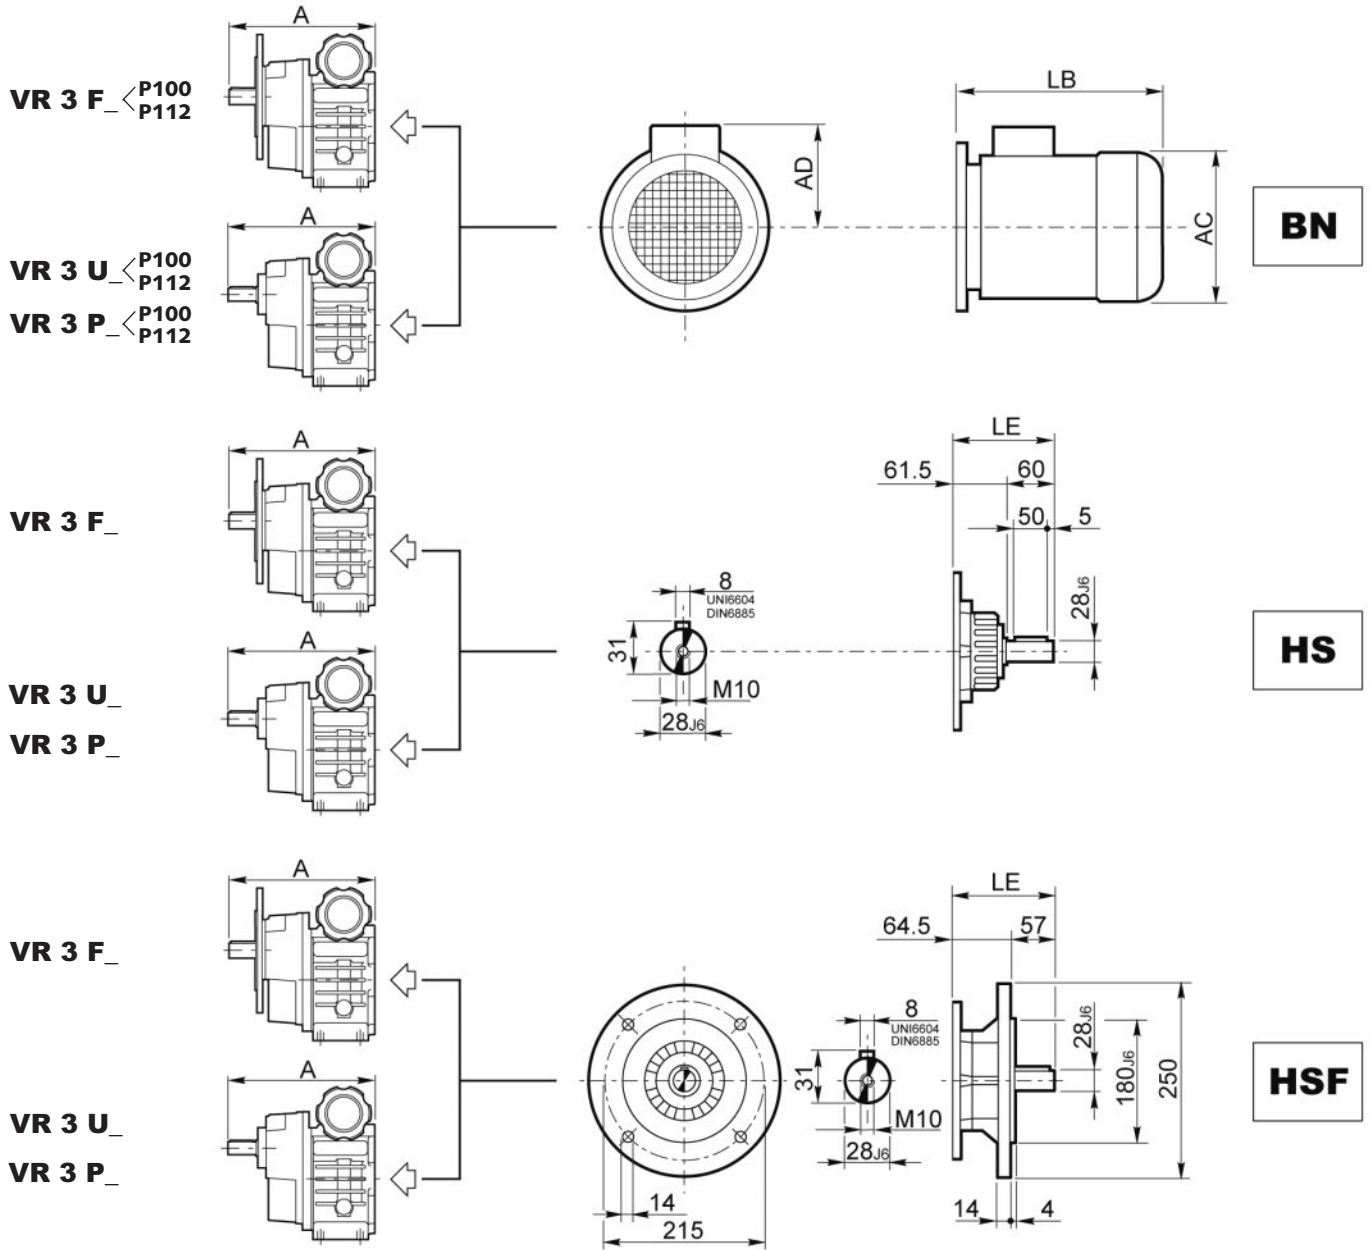 A
VR 3 F_ < P100
P112
A
VR 3 U_ < P100
P112
VR 3 P_ < P100
P112
AD
LB
AC
BN
A
VR 3 F_
A
VR 3 U_
VR 3 P_
8
UNI6604
DIN6885
31
M10
28J6
LE
61.5
60
50
5
28J6
HS
A
VR 3 F_
A
VR 3 U_
VR 3 P_
14
215
8
UNI6604
DIN6885
31
M10
28J6
LE
64.5
57
28J6
180J6
250
14
4
HSF